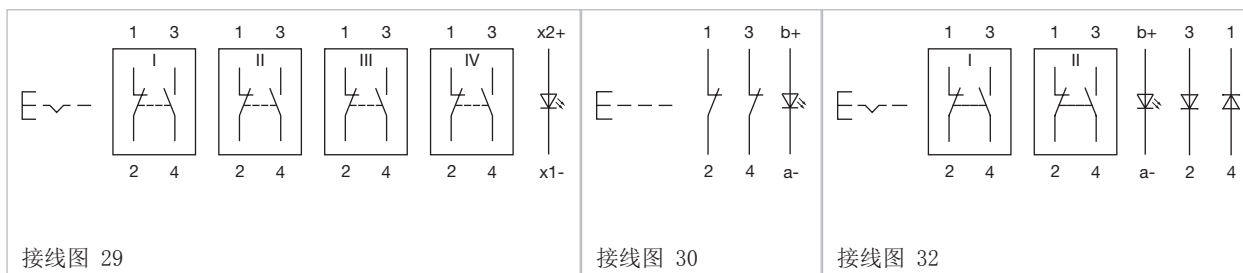 1 3 1 3 1 3 1 3 x2+
I II III IV
2 4 2 4 2 4 2 4 x1-
接线图 29
1 3 b+
2 4 a-
接线图 30
1 3 1 3 b+ 3 1
I II
2 4 2 4 a- 2 4
接线图 32